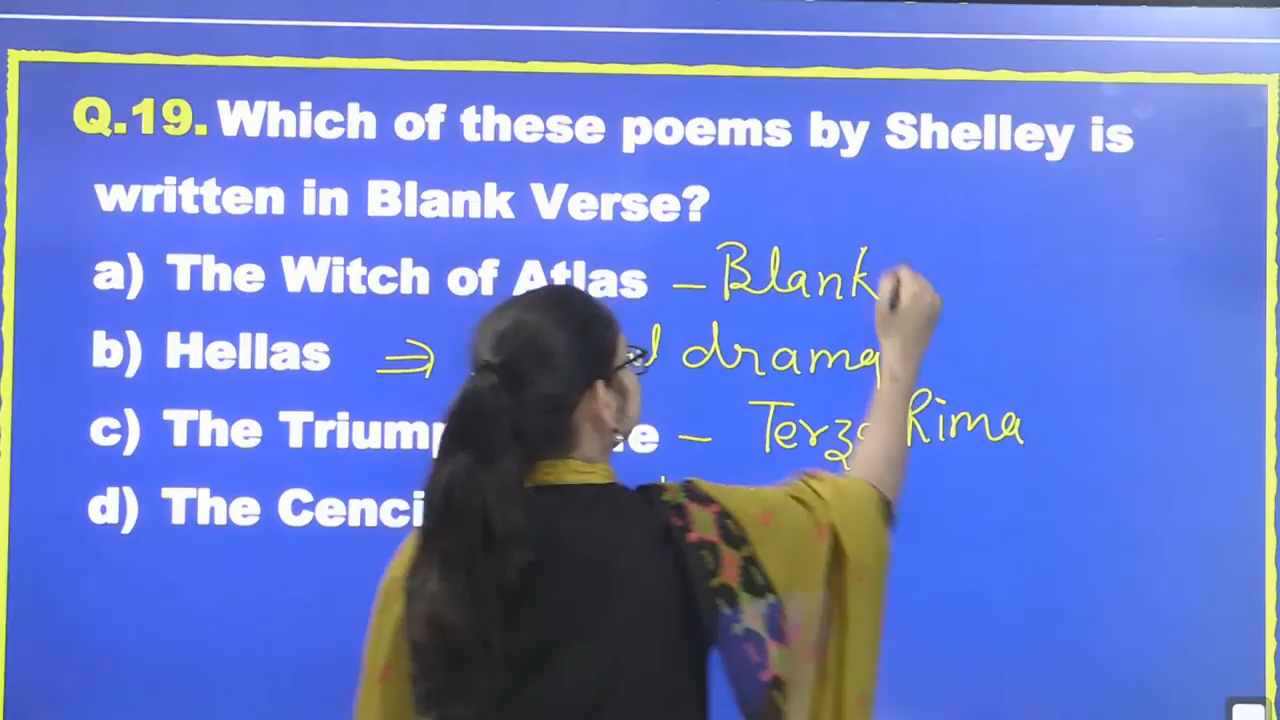 Q.19. Which of these poems by Shelley is
written in Blank Verse?
a) The Witch of Atlas – Blank
b) Hellas ⇒ drama
c) The – Rima
d) The Cenci